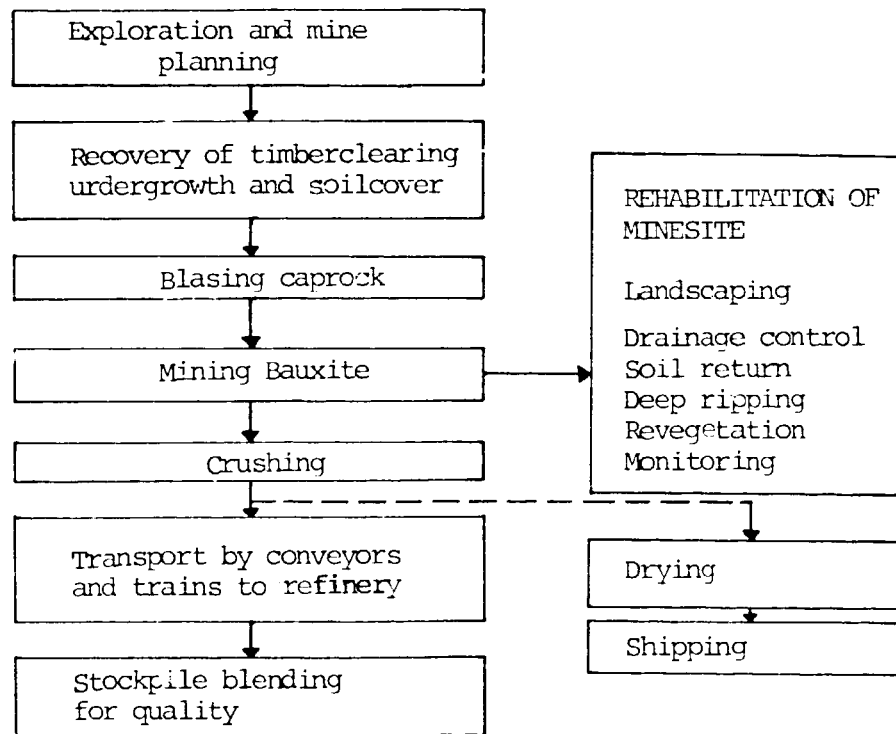 Exploration and mine
planning
Recovery of timberclearing
urdergrowth and soilcover
Blasing caprock
Mining Bauxite
Crushing
Transport by conveyors
and trains to refinery
Stockpile blending
for quality
REHABILITATION OF
MINESITE
Landscaping
Drainage control
Soil return
Deep ripping
Revegetation
Monitoring
Drying
Shipping